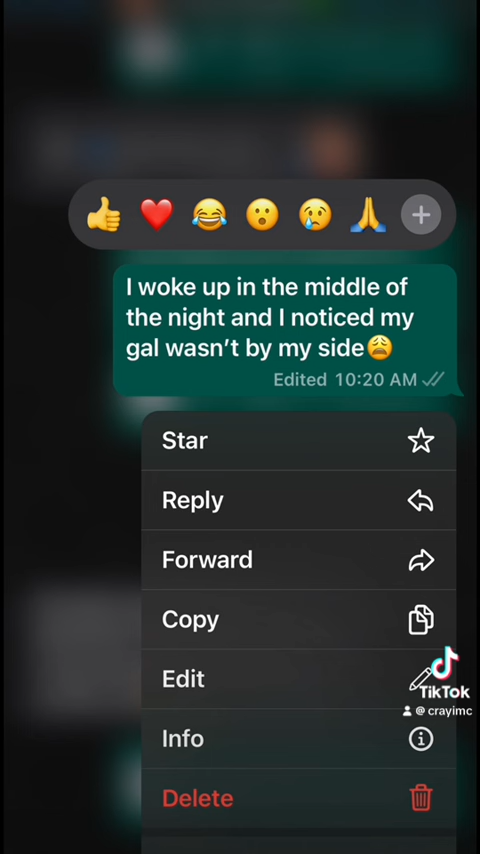 I woke up in the middle of
the night and I noticed my
gal wasn't by my side😩
Edited 10:20 AM
Star
Reply
Forward
Copy
Edit
TikTok
@ crayimc
Info
Delete